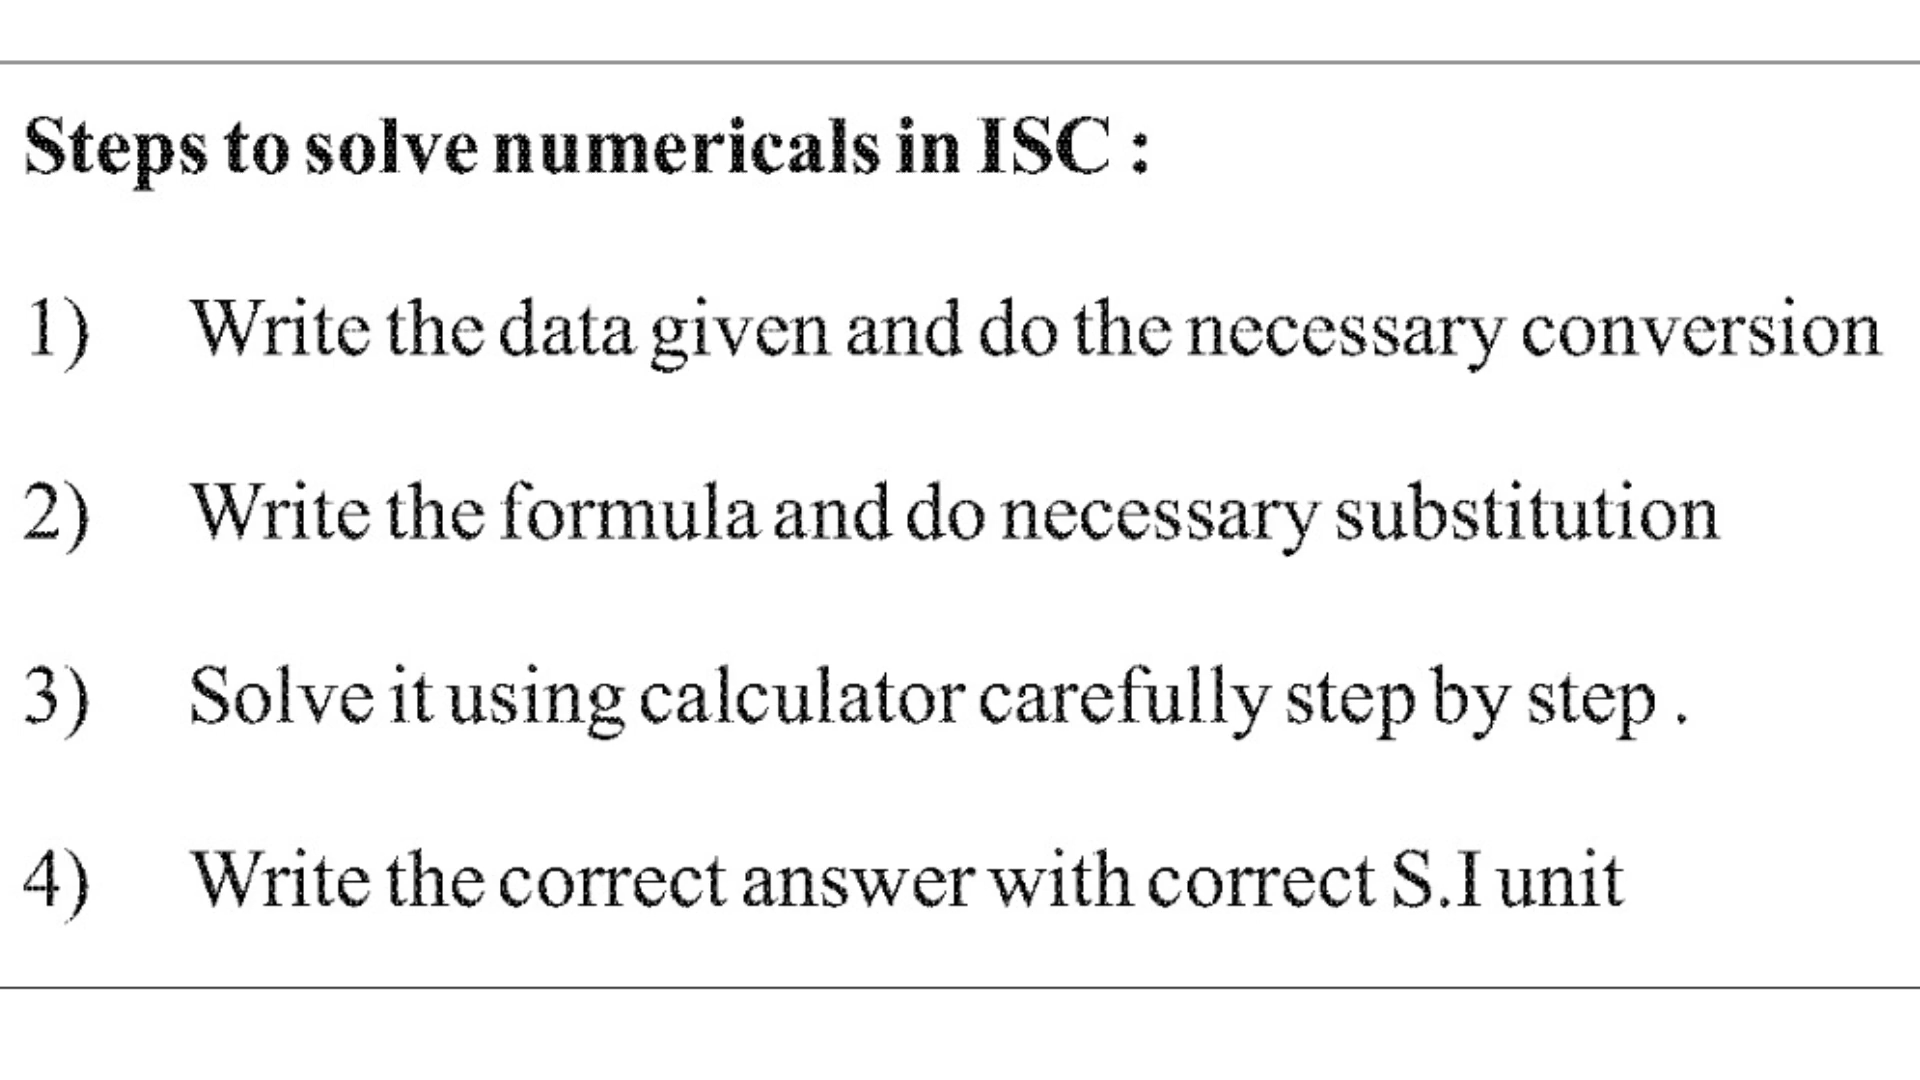 Steps to solve numericals in ISC :
1) Write the data given and do the necessary conversion
2) Write the formula and do necessary substitution
3) Solve it using calculator carefully step by step .
4) Write the correct answer with correct S.I unit